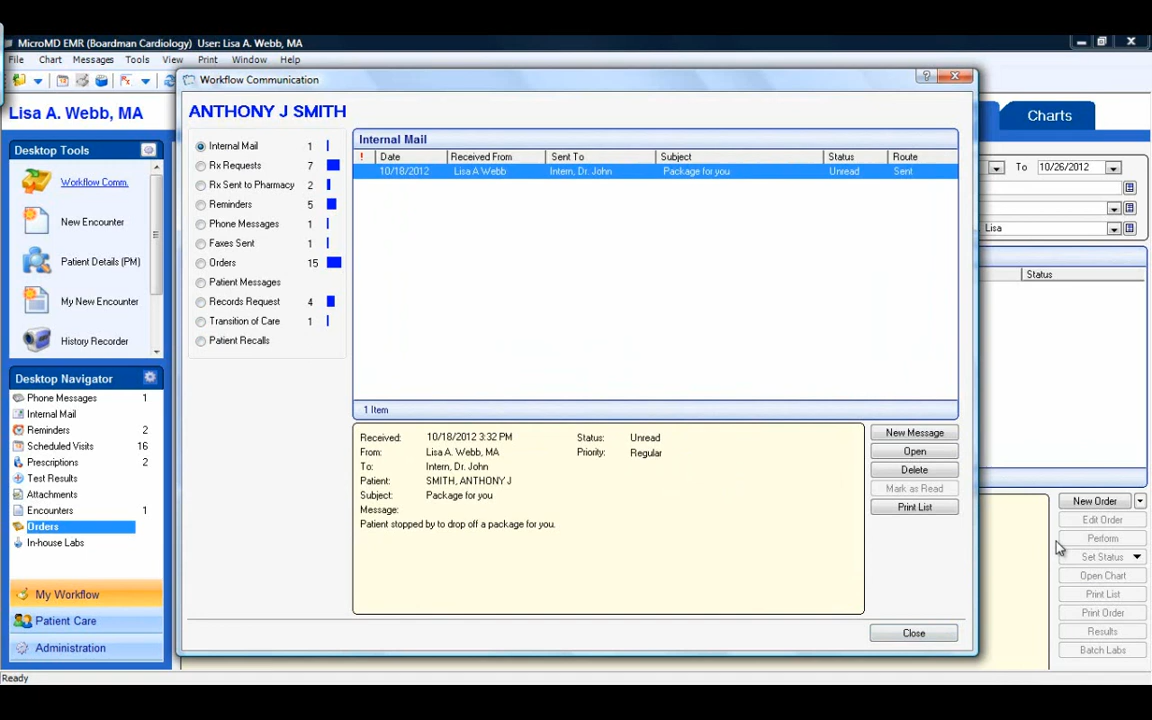 MicroMD EMR (Boardman Cardiology) User: Lisa A. Webb, MA
File Chart Messages Tools View Print Window Help
Workflow Communication
Lisa A. Webb, MA
ANTHONY J SMITH
Charts
Desktop Tools
Workflow Comm.
New Encounter
Patient Details (PM)
My New Encounter
History Recorder
Internal Mail 1
Rx Requests 7
Rx Sent to Pharmacy 2
Reminders 5
Phone Messages 1
Faxes Sent 1
Orders 15
Patient Messages
Records Request 4
Transition of Care 1
Patient Recalls
Internal Mail
! Date Received From Sent To Subject Status Route
10/18/2012 Lisa A Webb Intern, Dr. John Package for you Unread Sent
1 Item
To 10/26/2012
Lisa
Status
Desktop Navigator
Phone Messages 1
Internal Mail
Reminders 2
Scheduled Visits 16
Prescriptions 2
Test Results
Attachments
Encounters 1
Orders
In-house Labs
My Workflow
Patient Care
Administration
Received: 10/18/2012 3:32 PM Status: Unread
From: Lisa A. Webb, MA Priority: Regular
To: Intern, Dr. John
Patient: SMITH, ANTHONY J
Subject: Package for you
Message:
Patient stopped by to drop off a package for you.
New Message
Open
Delete
Mark as Read
Print List
Close
New Order
Edit Order
Perform
Set Status
Open Chart
Print List
Print Order
Results
Batch Labs
Ready